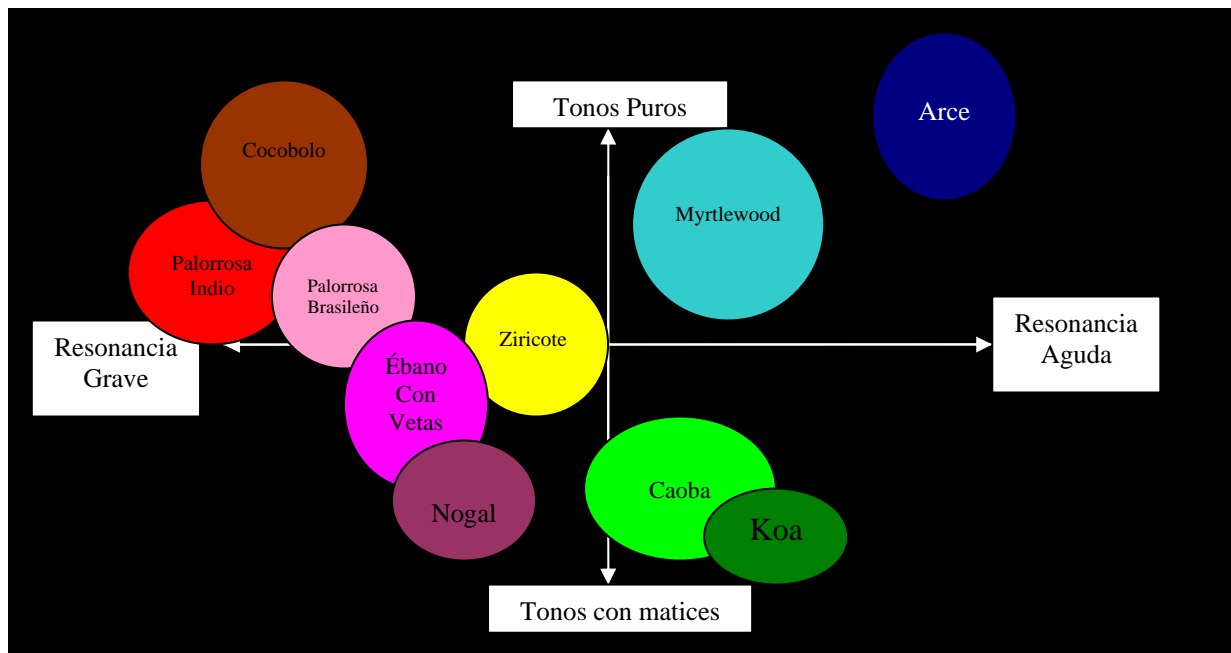 Tonos Puros
Arce
Cocobolo
Myrtlewood
Palorrosa
Indio
Palorrosa
Brasileño
Resonancia
Grave
Ziricote
Resonancia
Aguda
Ébano
Con
Vetas
Caoba
Nogal
Koa
Tonos con matices